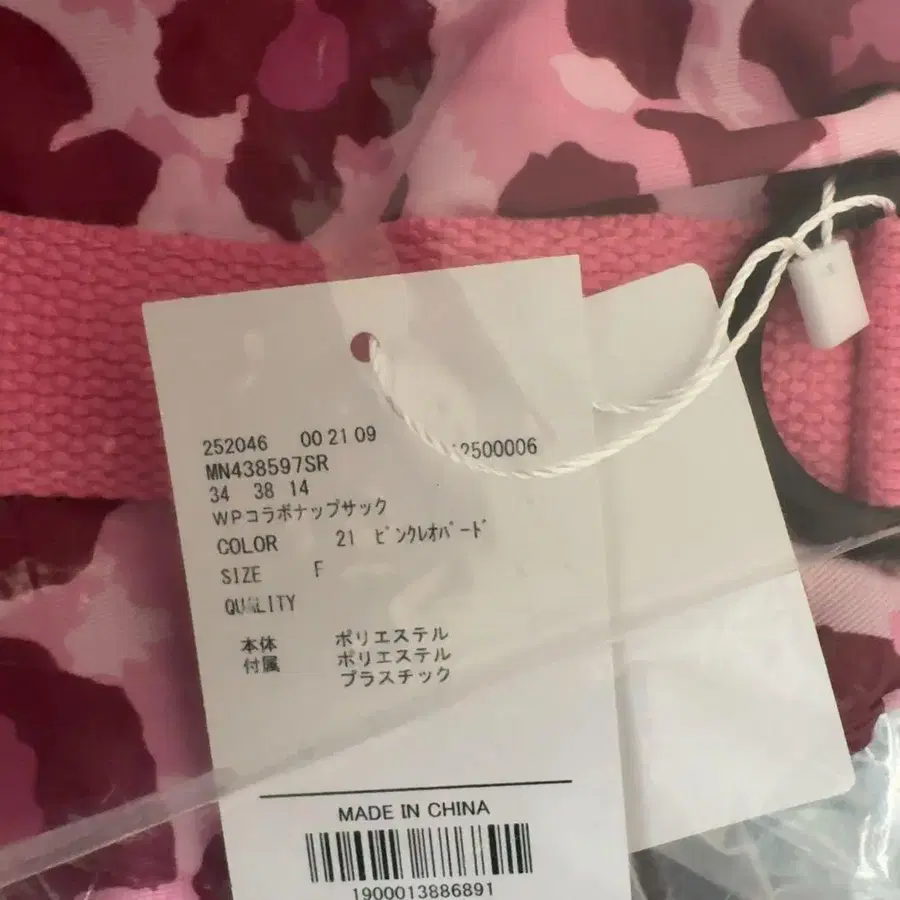 252046 00 21 09
MN438597SR 2500006
34 38 14
WPコラボナップサック
COLOR 21 ピンクレオパード
SIZE F
QUALITY
本体 ポリエステル
付属 ポリエステル
プラスチック
MADE IN CHINA
1900013886891